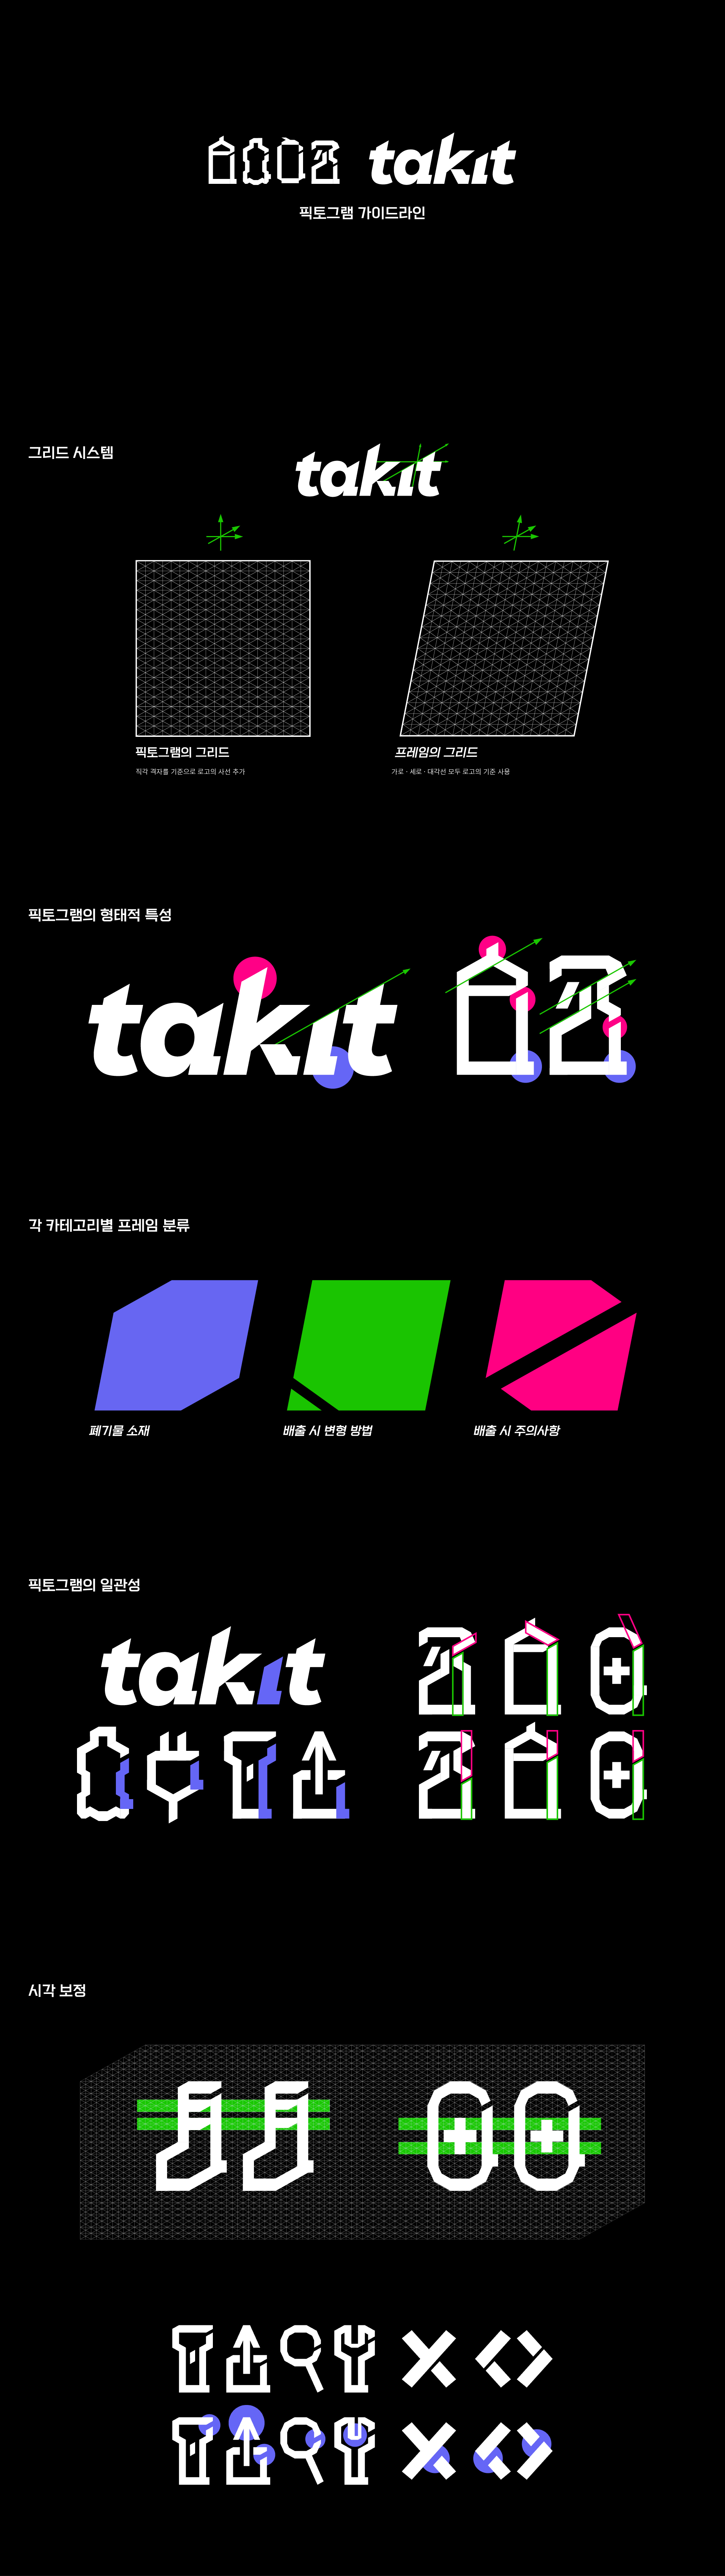 takit
픽토그램 가이드라인
그리드 시스템
takit
픽토그램의 그리드
프레임의 그리드
직각 격자를 기준으로 로고의 사선 추가
가로 · 세로 · 대각선 모두 로고의 기준 사용
픽토그램의 형태적 특성
takit
각 카테고리별 프레임 분류
폐기물 소재
배출 시 변형 방법
배출 시 주의사항
픽토그램의 일관성
takit
시각 보정